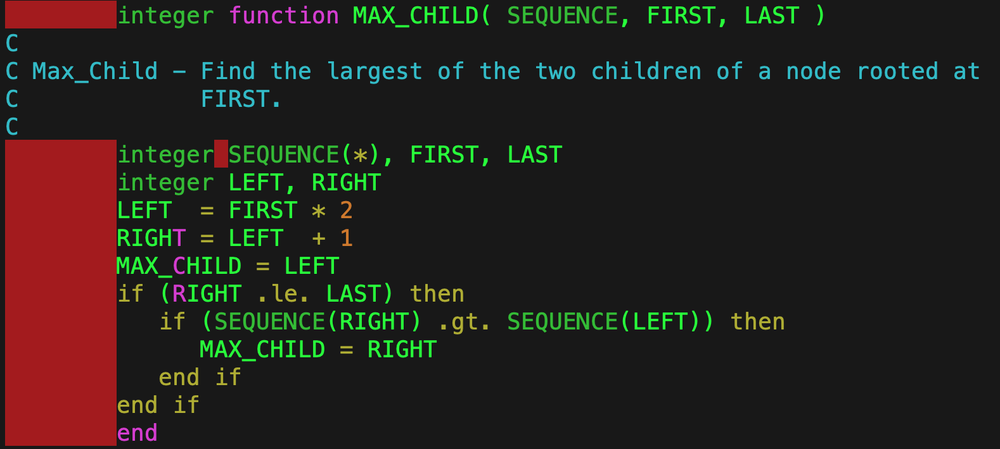 integer function MAX_CHILD( SEQUENCE, FIRST, LAST )
C
C Max_Child - Find the largest of the two children of a node rooted at
C             FIRST.
C
        integer SEQUENCE(*), FIRST, LAST
        integer LEFT, RIGHT
        LEFT  = FIRST * 2
        RIGHT = LEFT  + 1
        MAX_CHILD = LEFT
        if (RIGHT .le. LAST) then
           if (SEQUENCE(RIGHT) .gt. SEQUENCE(LEFT)) then
              MAX_CHILD = RIGHT
           end if
        end if
        end